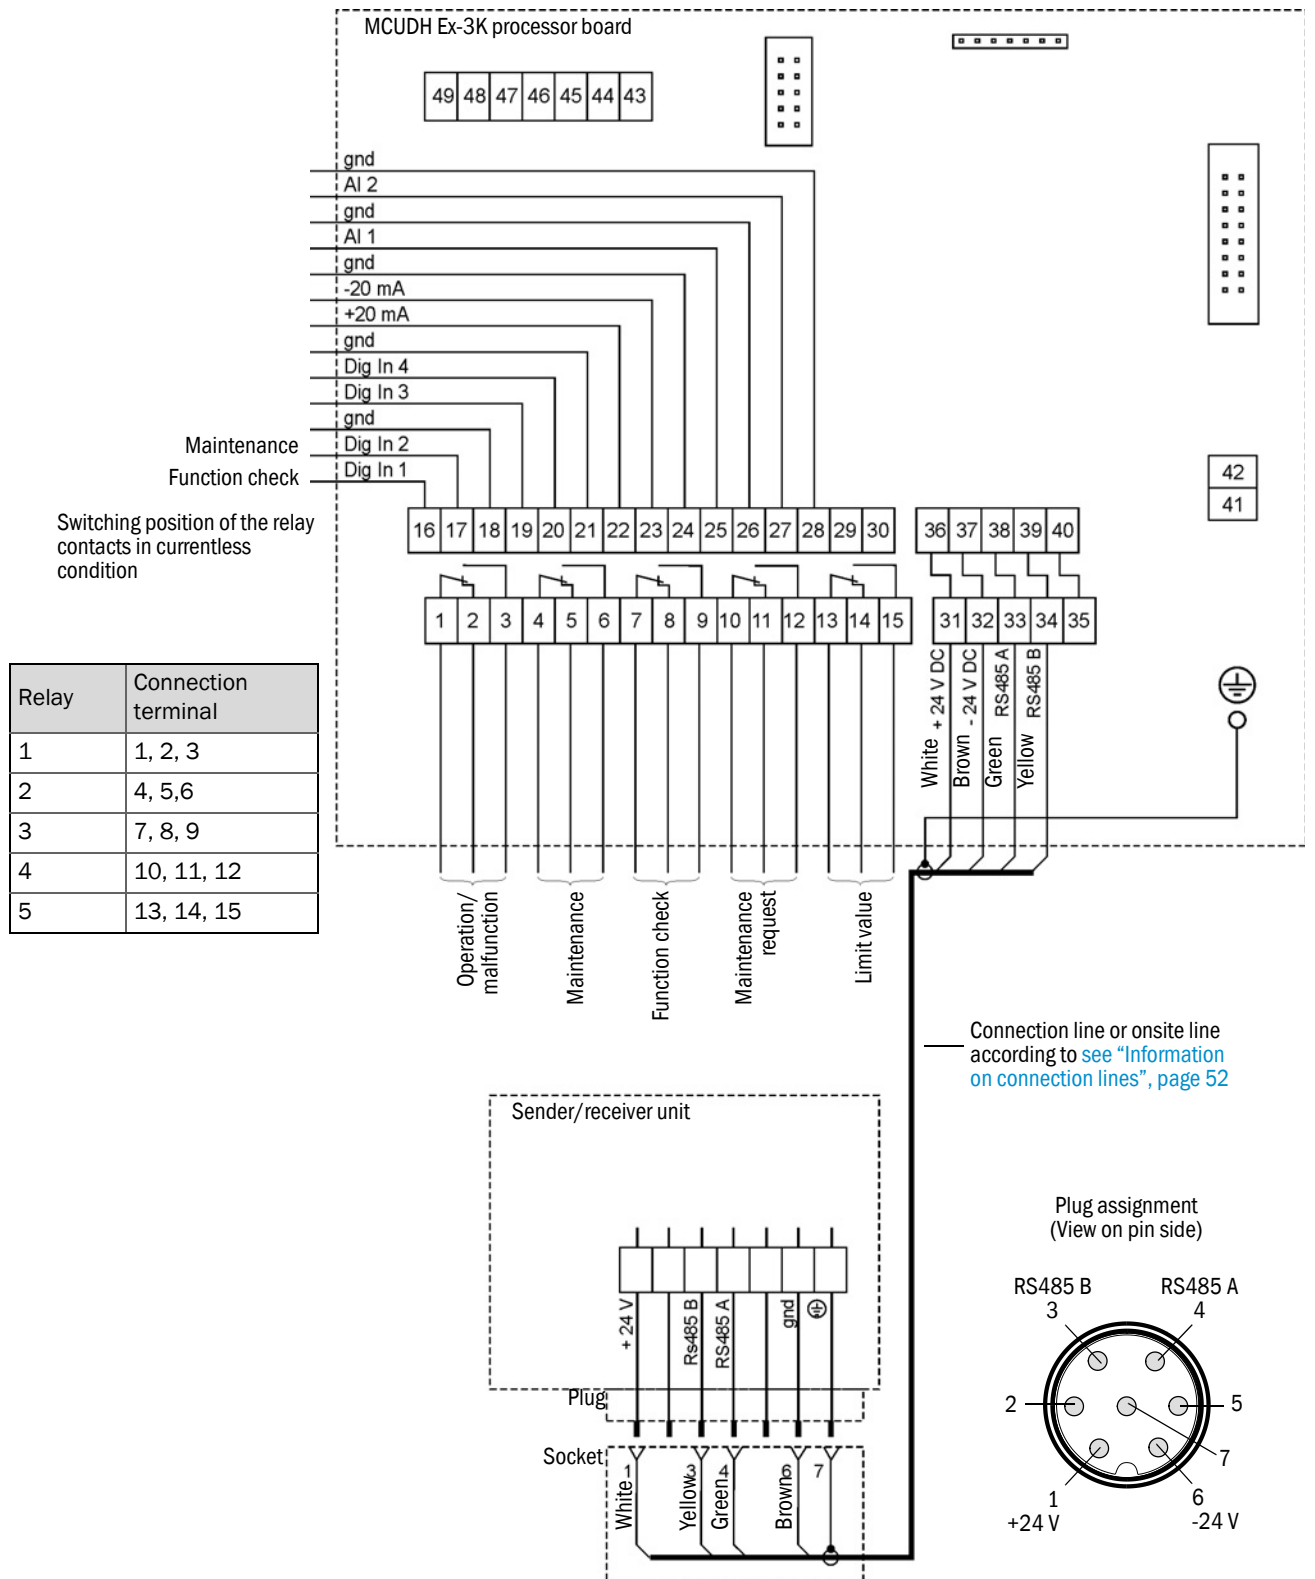 MCUDH Ex-3K processor board
49 48 47 46 45 44 43
gnd
AI 2
gnd
AI 1
gnd
-20 mA
+20 mA
gnd
Dig In 4
Dig In 3
gnd
Maintenance Dig In 2
Function check Dig In 1
42
41
Switching position of the relay
contacts in currentless
condition
16 17 18 19 20 21 22 23 24 25 26 27 28 29 30
36 37 38 39 40
1 2 3 4 5 6 7 8 9 10 11 12 13 14 15
31 32 33 34 35
White + 24 V DC
Brown - 24 V DC
Green RS485 A
Yellow RS485 B
Relay Connection
terminal
1 1, 2, 3
2 4, 5,6
3 7, 8, 9
4 10, 11, 12
5 13, 14, 15
Operation/
malfunction
Maintenance
Function check
Maintenance
request
Limit value
Connection line or onsite line
according to see “Information
on connection lines”, page 52
Sender/receiver unit
+ 24 V
Rs485 B
RS485 A
gnd
Plug
Socket
1 3 4 6 7
White
Yellow
Green
Brown
Plug assignment
(View on pin side)
RS485 B RS485 A
3 4
2 5
7
1 6
+24 V -24 V